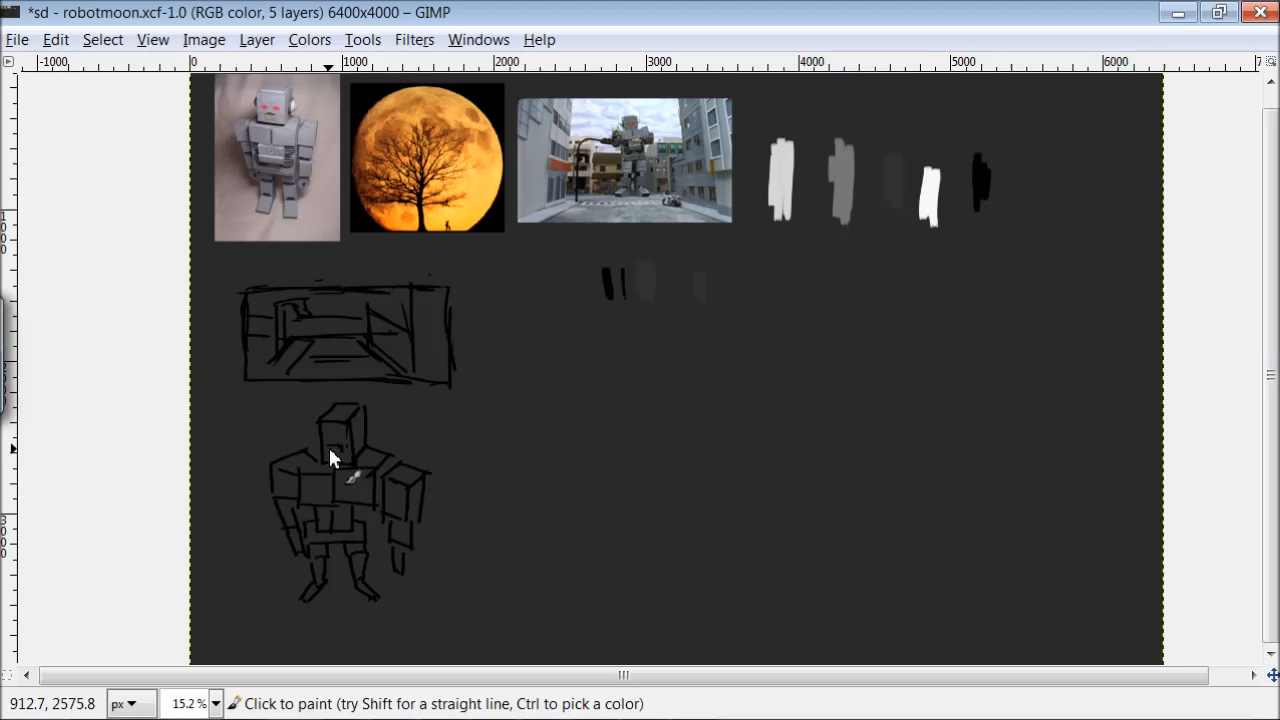 *sd - robotmoon.xcf-1.0 (RGB color, 5 layers) 6400x4000 – GIMP
File Edit Select View Image Layer Colors Tools Filters Windows Help
-1000 0 1000 2000 3000 4000 5000 6000
1000
3000
912.7, 2575.8 px 15.2% Click to paint (try Shift for a straight line, Ctrl to pick a color)